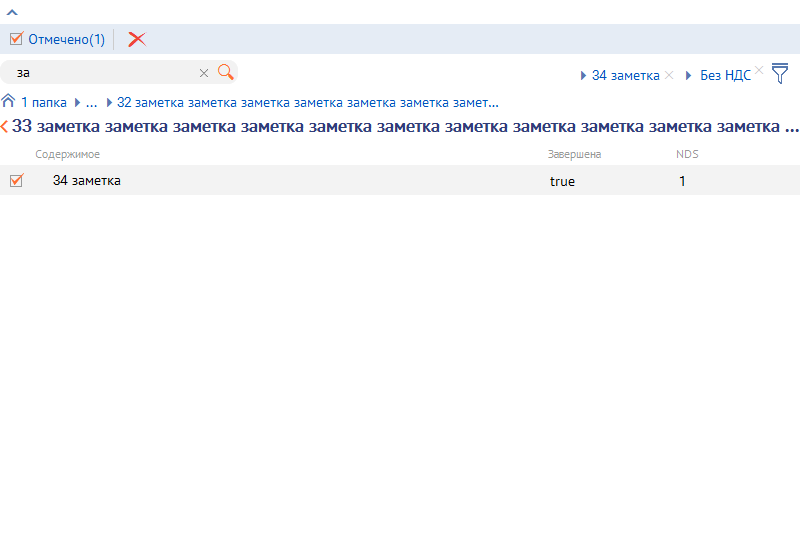 Отмечено(1)
за
34 заметка
Без НДС
1 папка ... 32 заметка заметка заметка заметка заметка заметка замет...
33 заметка заметка заметка заметка заметка заметка заметка заметка заметка заметка заметка ...
Содержимое Завершена NDS
34 заметка true 1